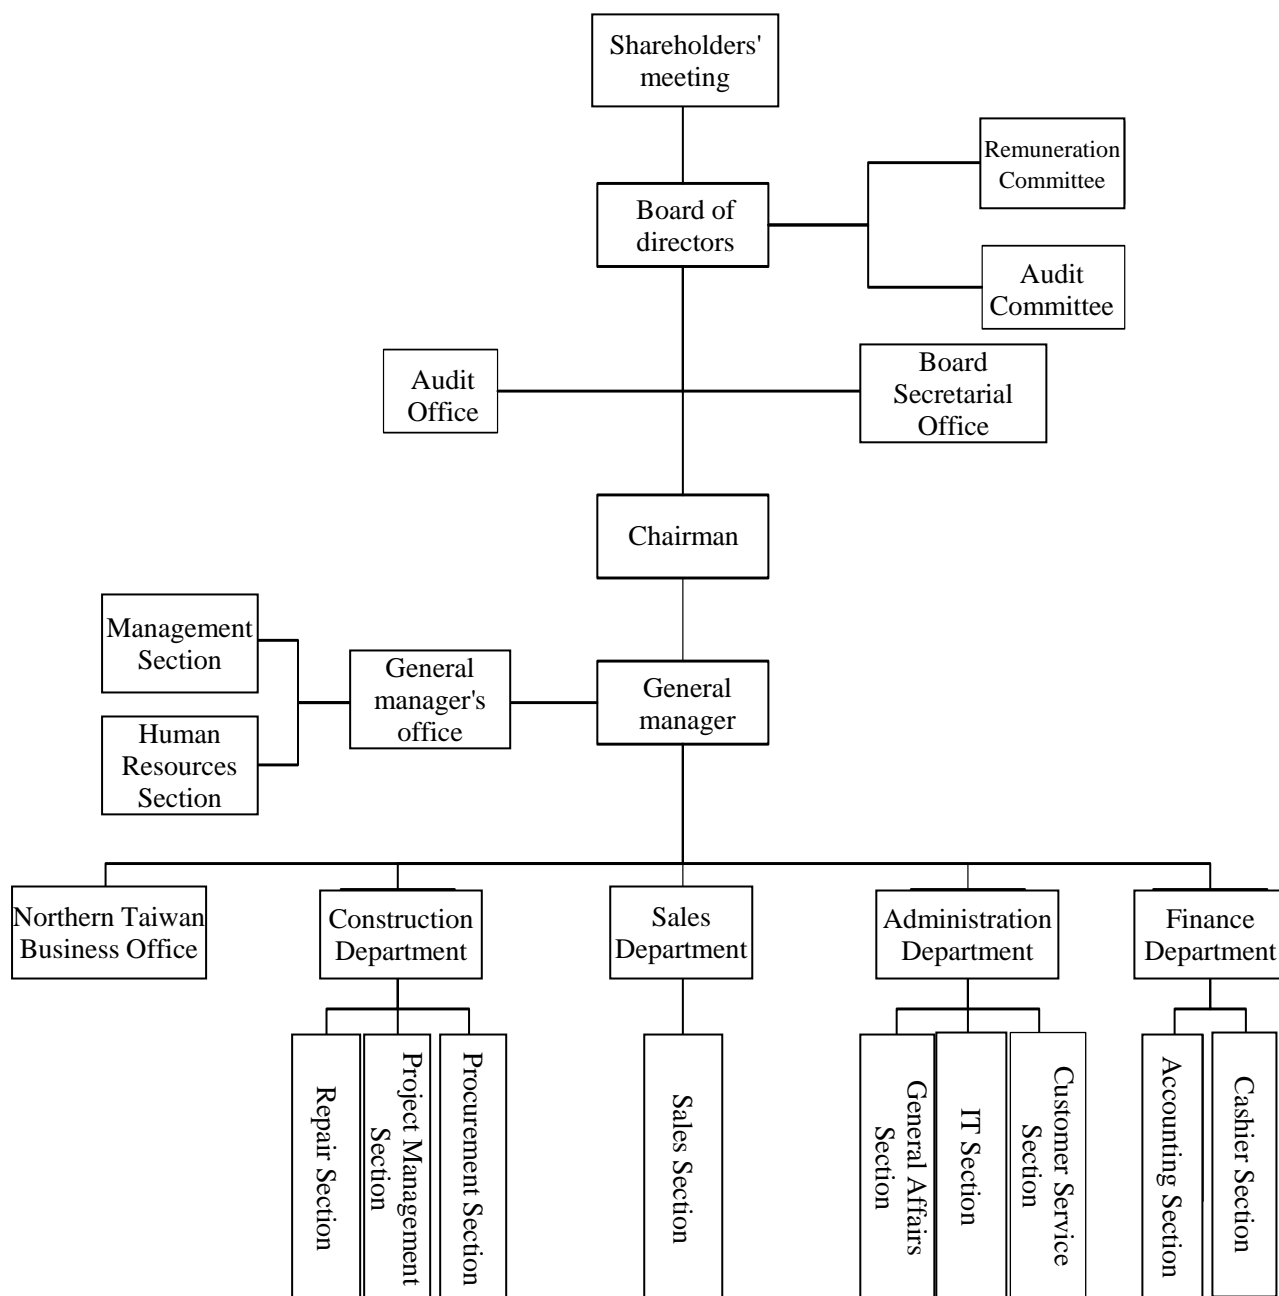 Shareholders'
meeting
Remuneration
Committee
Board of
directors
Audit
Committee
Audit
Office
Board
Secretarial
Office
Chairman
Management
Section
General
manager's
office
General
manager
Human
Resources
Section
Northern Taiwan
Business Office
Construction
Department
Sales
Department
Administration
Department
Finance
Department
Repair Section
Project Management
Section
Procurement Section
Sales Section
General Affairs
Section
IT Section
Customer Service
Section
Accounting Section
Cashier Section